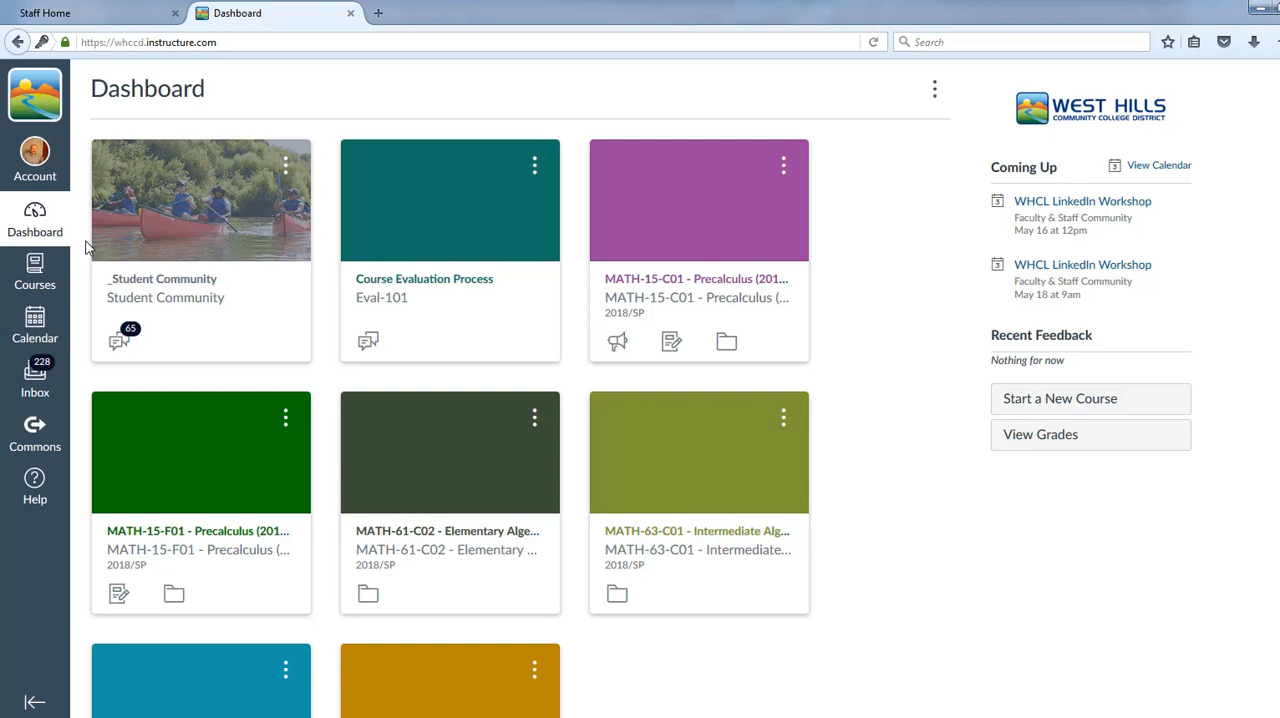 Staff Home
Dashboard
https://whccd.instructure.com
Search
Dashboard
WEST HILLS
COMMUNITY COLLEGE DISTRICT
Account
Dashboard
Courses
Calendar
228
Inbox
Commons
Help
_Student Community
Student Community
65
Course Evaluation Process
Eval-101
MATH-15-C01 - Precalculus (201...
MATH-15-C01 - Precalculus (...
2018/SP
MATH-15-F01 - Precalculus (201...
MATH-15-F01 - Precalculus (...
2018/SP
MATH-61-C02 - Elementary Alge...
MATH-61-C02 - Elementary ...
2018/SP
MATH-63-C01 - Intermediate Alg...
MATH-63-C01 - Intermediate...
2018/SP
Coming Up
3
View Calendar
3
WHCL LinkedIn Workshop
Faculty & Staff Community
May 16 at 12pm
3
WHCL LinkedIn Workshop
Faculty & Staff Community
May 18 at 9am
Recent Feedback
Nothing for now
Start a New Course
View Grades